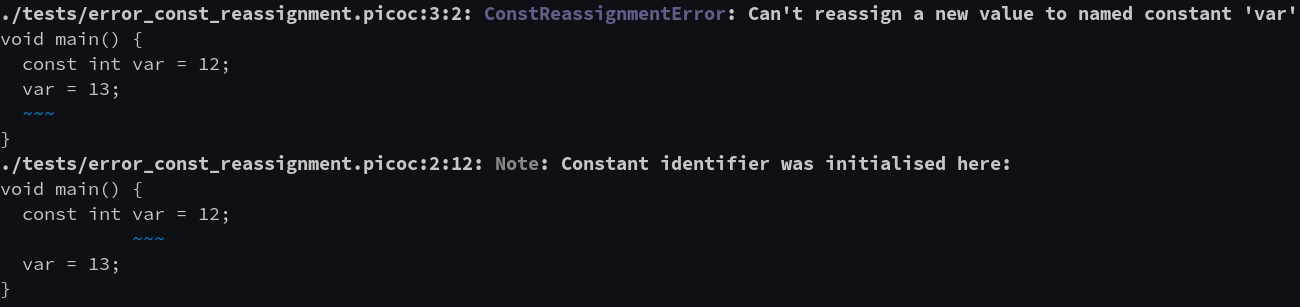 ./tests/error_const_reassignment.picoc:3:2: ConstReassignmentError: Can't reassign a new value to named constant 'var'
void main() {
  const int var = 12;
  var = 13;
  ~~~
}
./tests/error_const_reassignment.picoc:2:12: Note: Constant identifier was initialised here:
void main() {
  const int var = 12;
            ~~~
  var = 13;
}